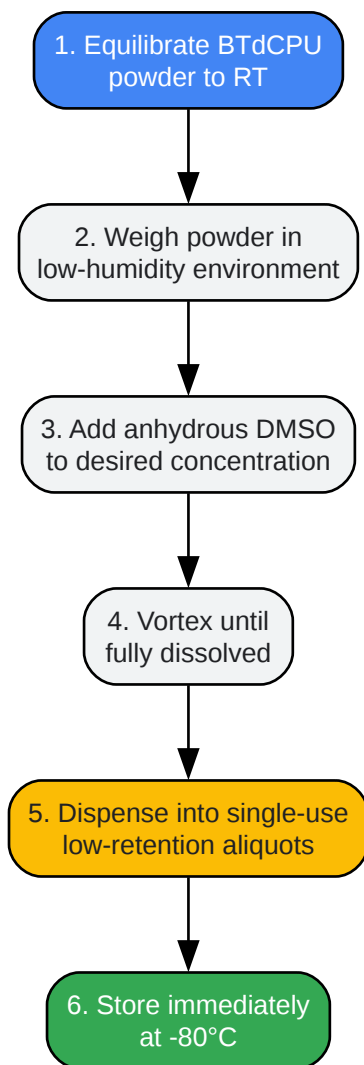 1. Equilibrate BTdCPU
powder to RT
2. Weigh powder in
low-humidity environment
3. Add anhydrous DMSO
to desired concentration
4. Vortex until
fully dissolved
5. Dispense into single-use
low-retention aliquots
6. Store immediately
at -80°C